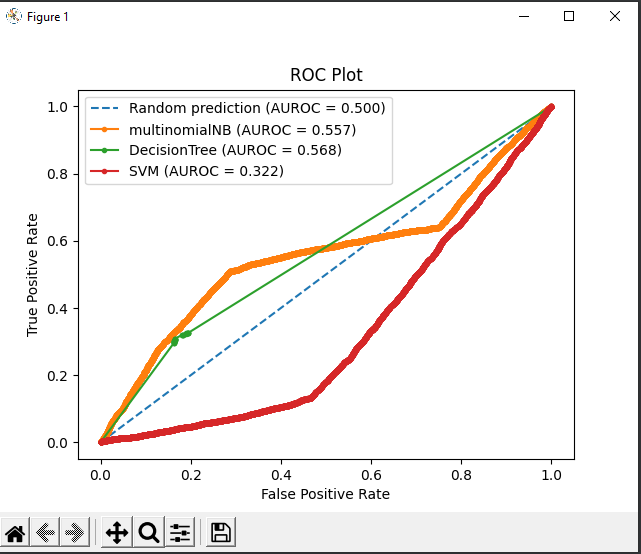 Figure 1
ROC Plot
Random prediction (AUROC = 0.500)
multinomialNB (AUROC = 0.557)
DecisionTree (AUROC = 0.568)
SVM (AUROC = 0.322)
True Positive Rate
1.0
0.8
0.6
0.4
0.2
0.0
0.0 0.2 0.4 0.6 0.8 1.0
False Positive Rate